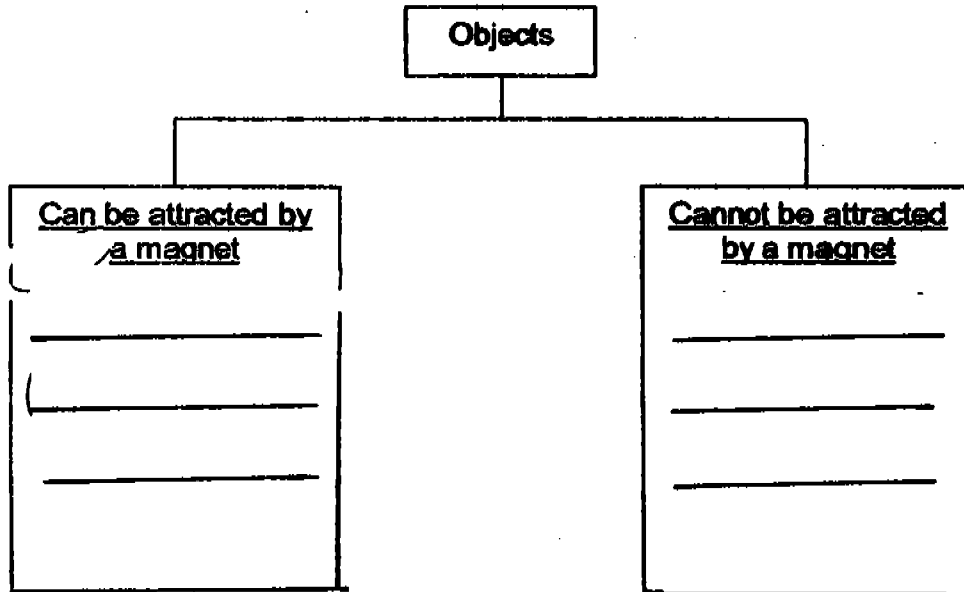 Objects
Can be attracted by
a magnet
Cannot be attracted
by a magnet